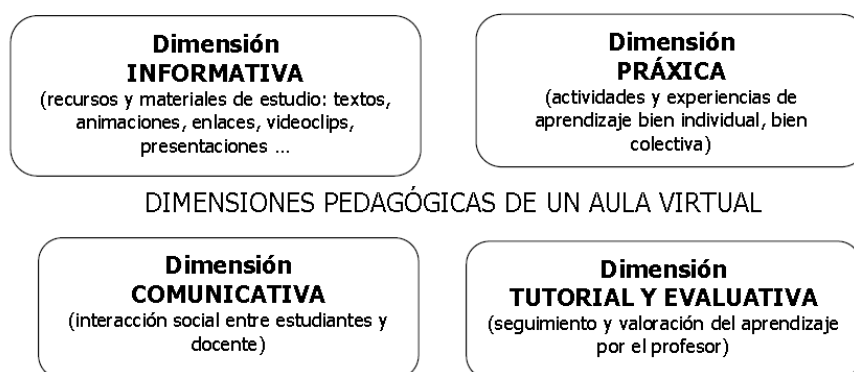 Dimensión
INFORMATIVA
(recursos y materiales de estudio: textos,
animaciones, enlaces, videoclips,
presentaciones ...
Dimensión
PRÁXICA
(actividades y experiencias de
aprendizaje bien individual, bien
colectiva)
DIMENSIONES PEDAGÓGICAS DE UN AULA VIRTUAL
Dimensión
COMUNICATIVA
(interacción social entre estudiantes y
docente)
Dimensión
TUTORIAL Y EVALUATIVA
(seguimiento y valoración del aprendizaje
por el profesor)